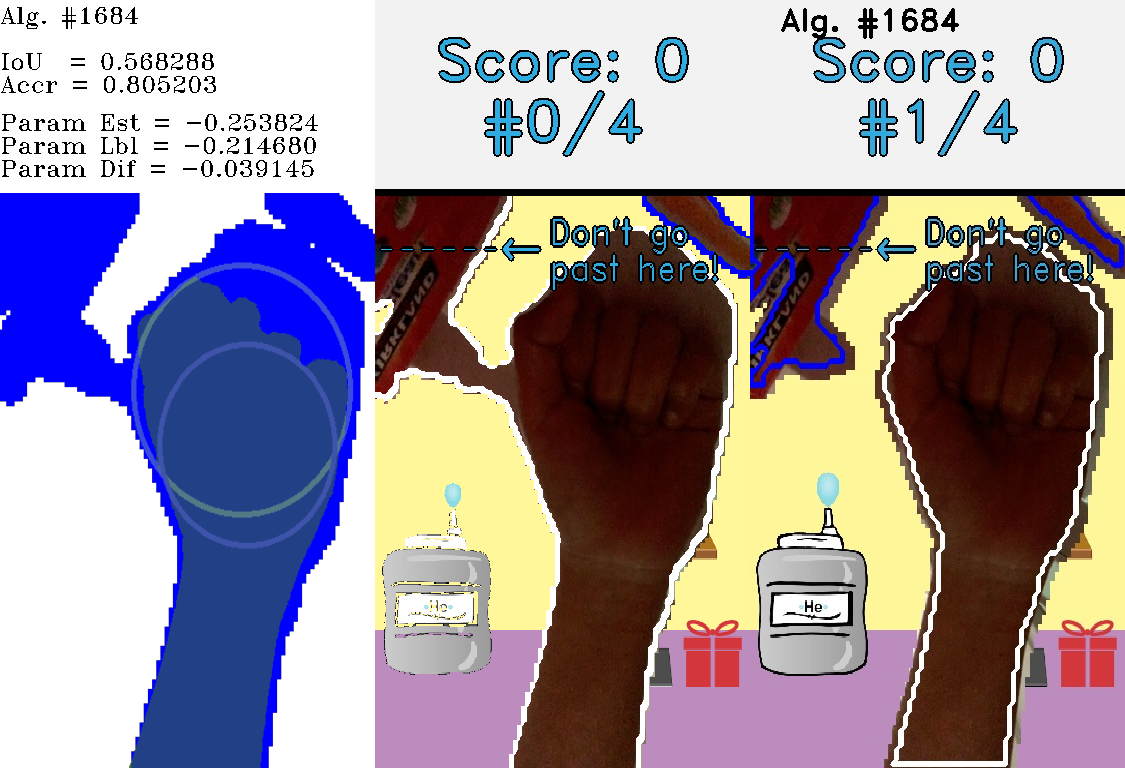 Alg. #1684
IoU = 0.568288
Accr = 0.805203
Param Est = −0.253824
Param Lbl = −0.214680
Param Dif = −0.039145
Score: 0
#0/4
Don't go
past here!
He
Alg. #1684
Score: 0
#1/4
Don't go
past here!
He